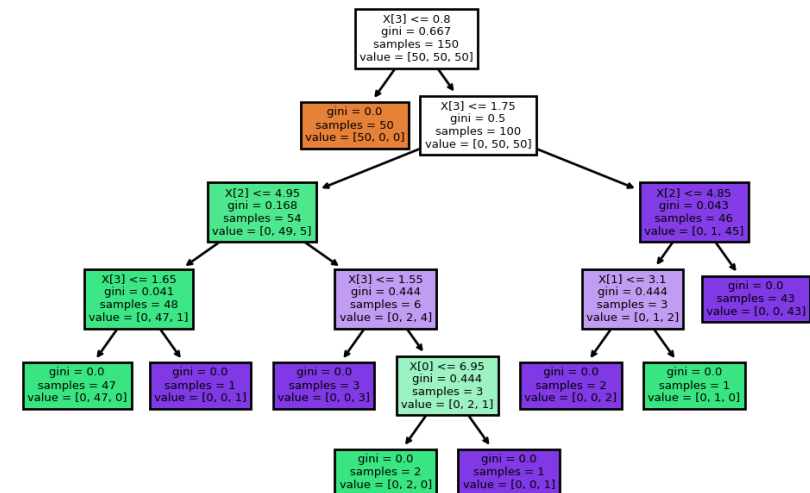 X[3] <= 0.8
gini = 0.667
samples = 150
value = [50, 50, 50]
gini = 0.0
samples = 50
value = [50, 0, 0]
X[3] <= 1.75
gini = 0.5
samples = 100
value = [0, 50, 50]
X[2] <= 4.95
gini = 0.168
samples = 54
value = [0, 49, 5]
X[2] <= 4.85
gini = 0.043
samples = 46
value = [0, 1, 45]
X[3] <= 1.65
gini = 0.041
samples = 48
value = [0, 47, 1]
X[3] <= 1.55
gini = 0.444
samples = 6
value = [0, 2, 4]
X[1] <= 3.1
gini = 0.444
samples = 3
value = [0, 1, 2]
gini = 0.0
samples = 43
value = [0, 0, 43]
gini = 0.0
samples = 47
value = [0, 47, 0]
gini = 0.0
samples = 1
value = [0, 0, 1]
gini = 0.0
samples = 3
value = [0, 0, 3]
X[0] <= 6.95
gini = 0.444
samples = 3
value = [0, 2, 1]
gini = 0.0
samples = 2
value = [0, 0, 2]
gini = 0.0
samples = 1
value = [0, 1, 0]
gini = 0.0
samples = 2
value = [0, 2, 0]
gini = 0.0
samples = 1
value = [0, 0, 1]